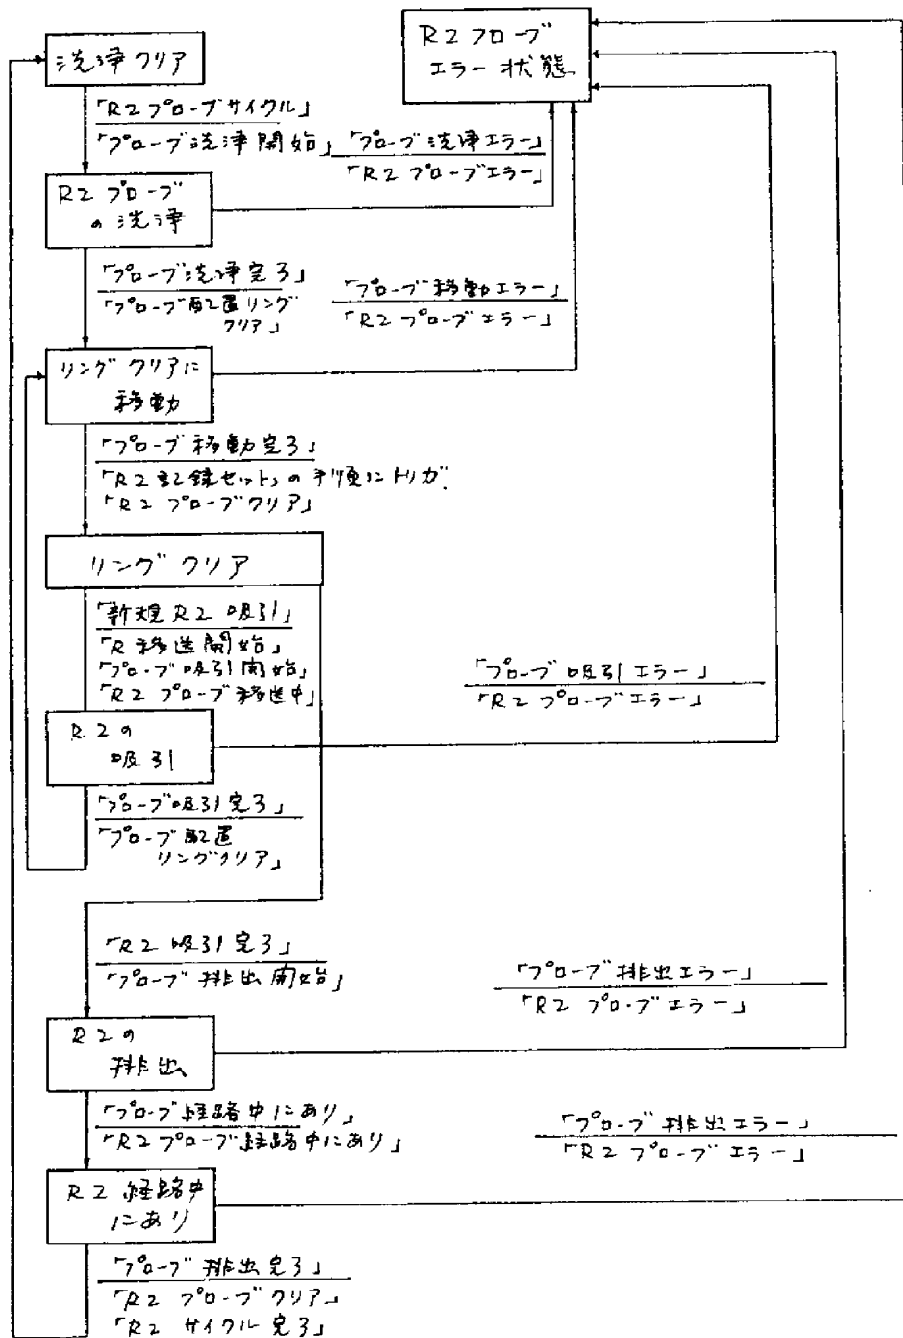 洗浄クリア
R2プローブ
エラー状態
「R2プローブサイクル」
「プローブ洗浄開始」
「プローブ洗浄エラー」
「R2プローブエラー」
R2プローブ
の洗浄
「プローブ洗浄完了」
「プローブ配置リング
クリア」
「プローブ移動エラー」
「R2プローブエラー」
リングクリアに
移動
「プローブ移動完了」
「R2記録セット」の手順にトリガ
「R2プローブクリア」
リングクリア
「新規R2吸引」
「R移送開始」
「プローブ吸引開始」
「R2プローブ移送中」
「プローブ吸引エラー」
「R2プローブエラー」
R2の
吸引
「プローブ吸引完了」
「プローブ配置
リングクリア」
「R2吸引完了」
「プローブ排出開始」
「プローブ排出エラー」
「R2プローブエラー」
R2の
排出
「プローブ経路中にあり」
「R2プローブ経路中にあり」
「プローブ排出エラー」
「R2プローブエラー」
R2経路中
にあり
「プローブ排出完了」
「R2プローブクリア」
「R2サイクル完了」